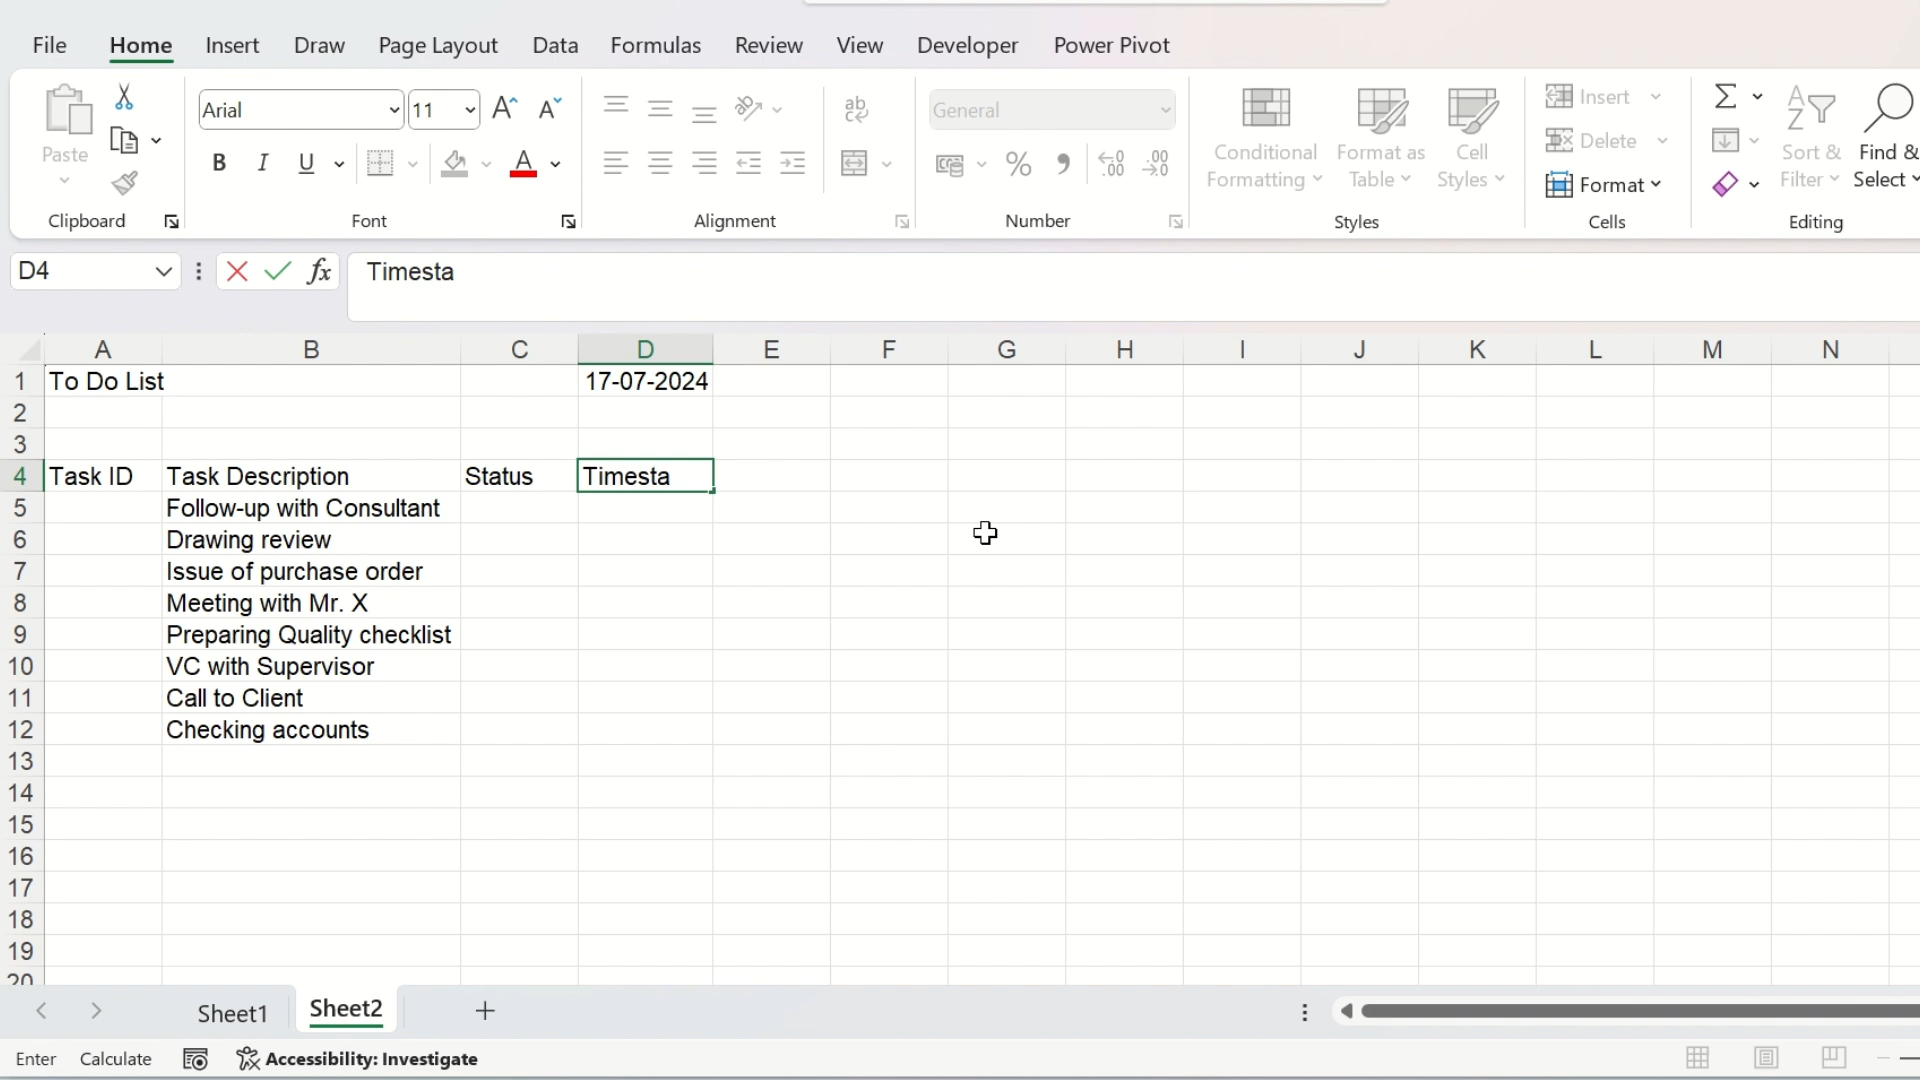 File Home Insert Draw Page Layout Data Formulas Review View Developer Power Pivot
Paste
Arial 11
B I U A
ab
General
% .00
Conditional Formatting
Format as Table
Cell Styles
Insert
Delete
Format
Σ
Sort & Filter
Find & Select
Clipboard Font Alignment Number Styles Cells Editing
D4 fx Timesta
A B C D E F G H I J K L M N
1 To Do List 17-07-2024
2
3
4 Task ID Task Description Status Timesta
5 Follow-up with Consultant
6 Drawing review
7 Issue of purchase order
8 Meeting with Mr. X
9 Preparing Quality checklist
10 VC with Supervisor
11 Call to Client
12 Checking accounts
13
14
15
16
17
18
19
20
Sheet1 Sheet2 +
Enter Calculate Accessibility: Investigate